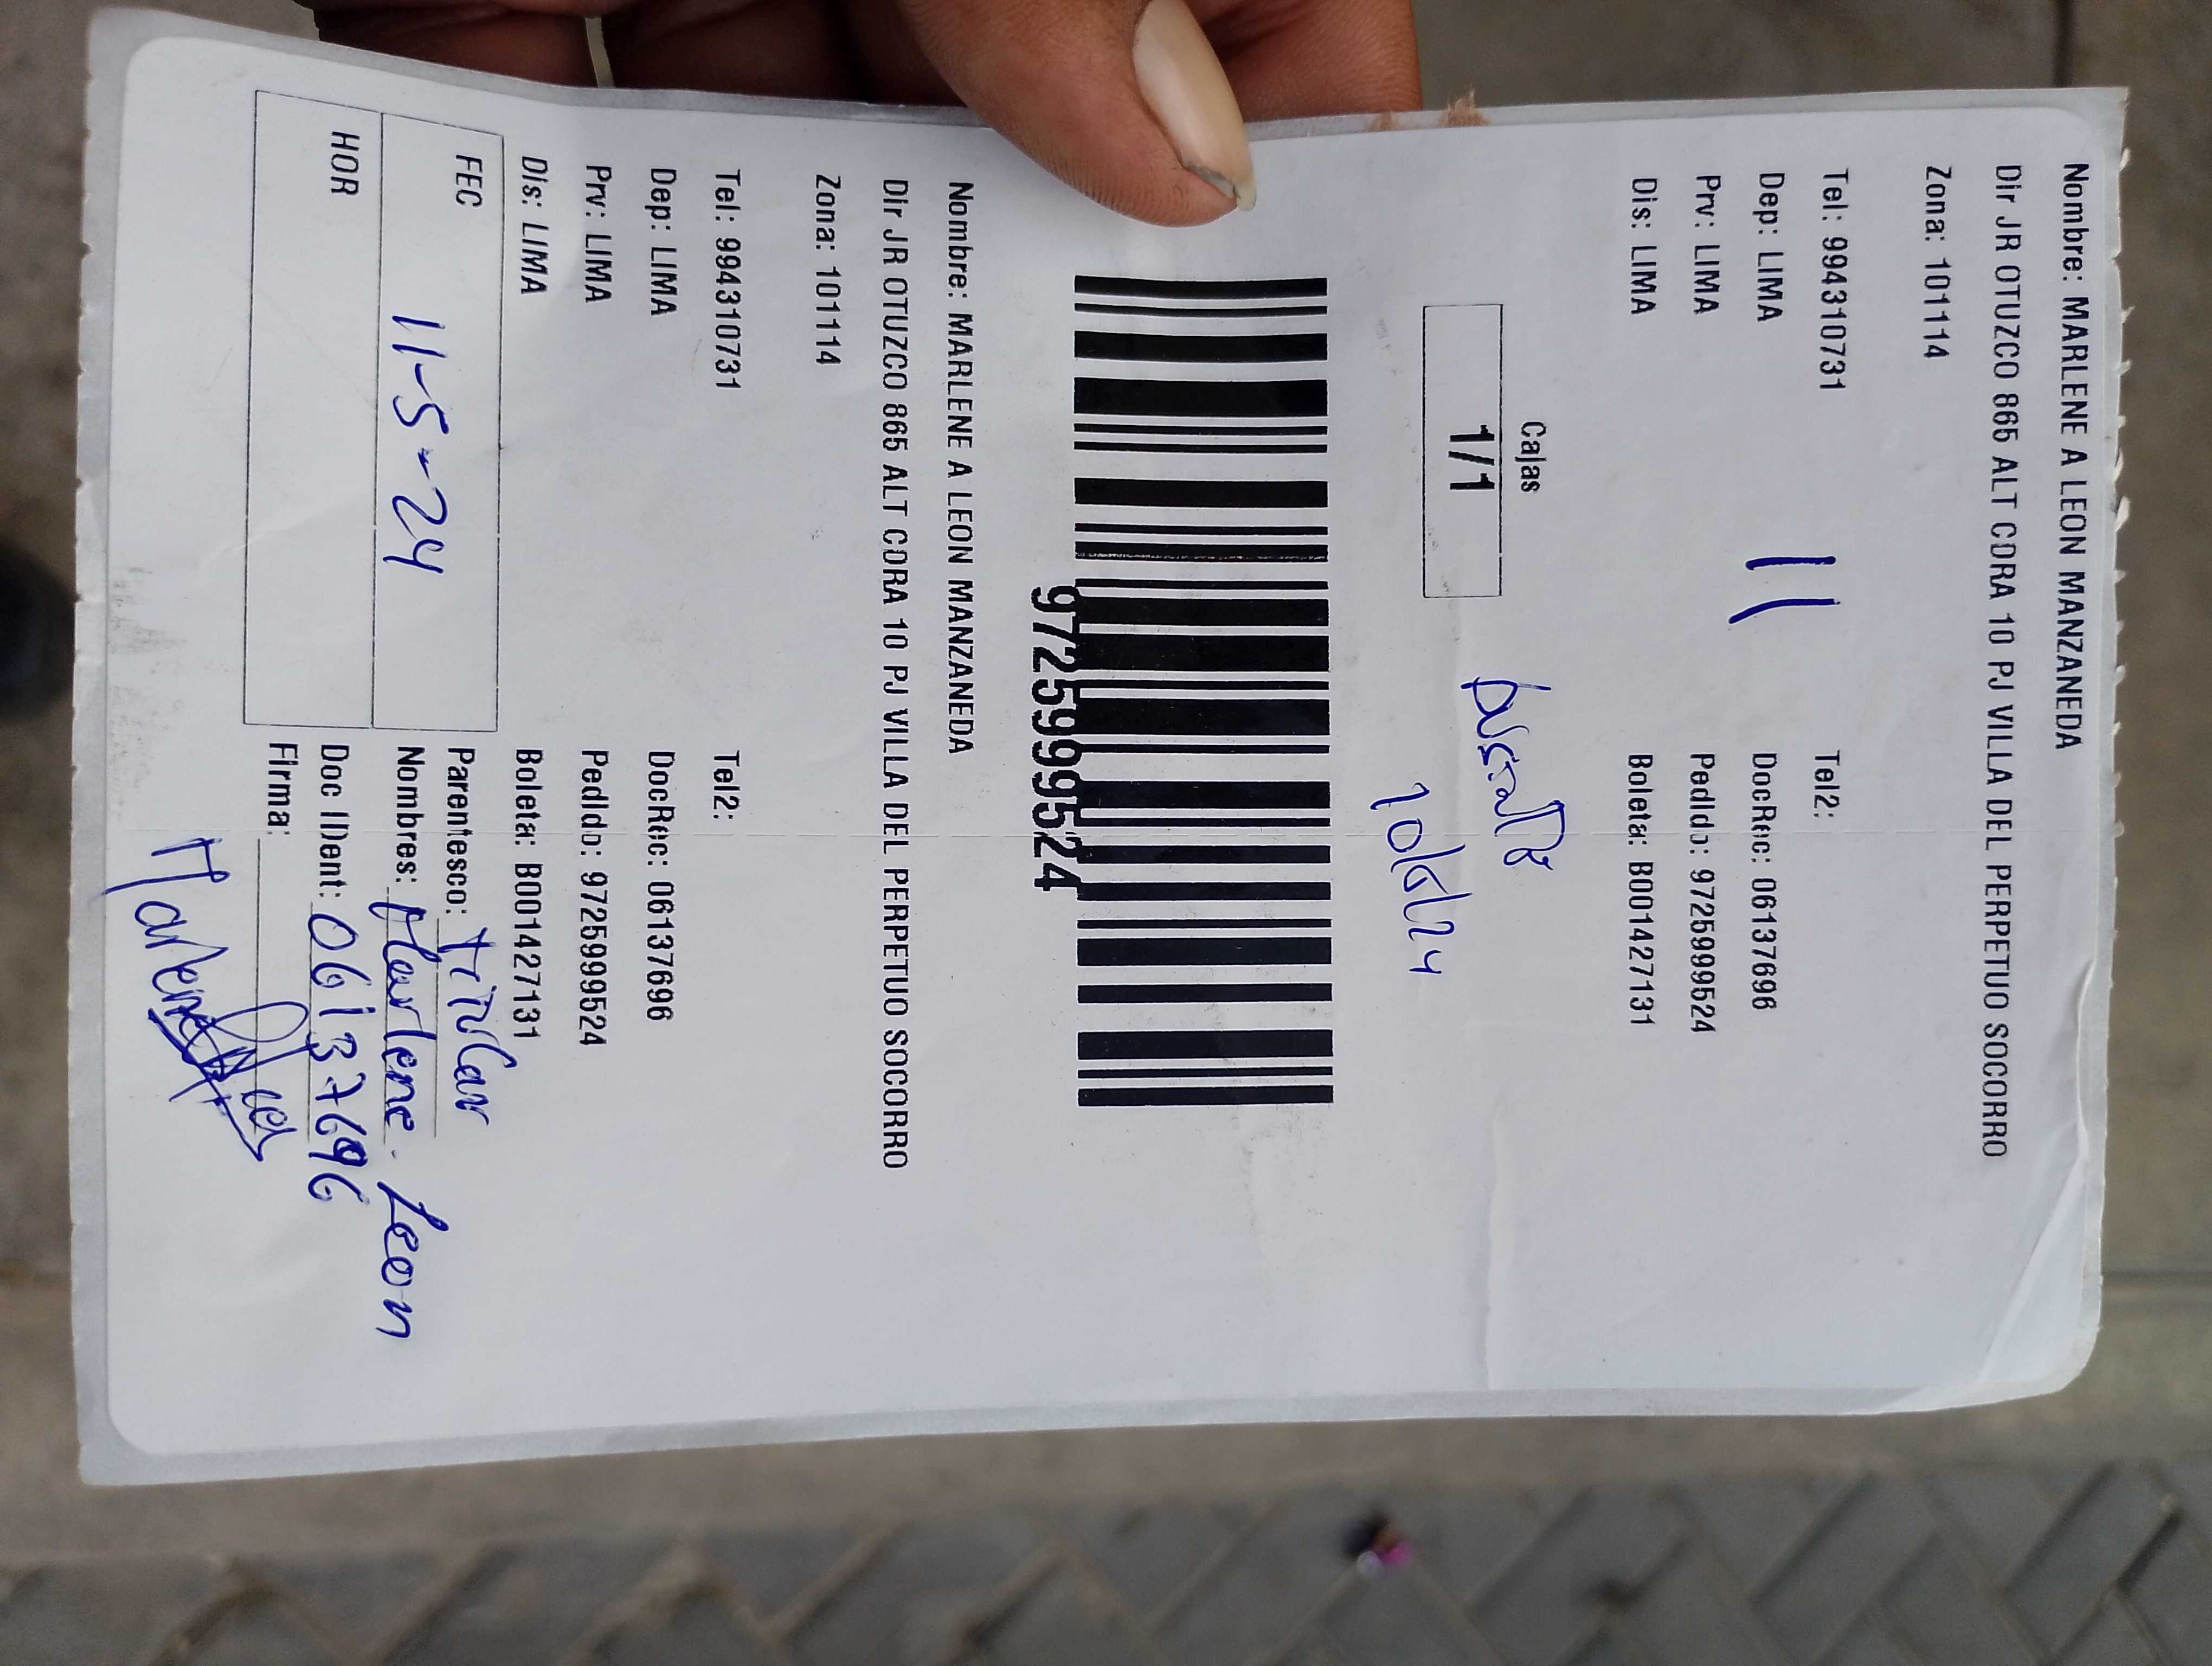 Nombre: MARLENE A LEON MANZANEDA
Dir JR OTUZCO 865 ALT CDRA 10 PJ VILLA DEL PERPETUO SOCORRO
Zona: 101114
Tel: 994310731 Tel2:
Dep: LIMA 11 DocRec: 06137696
Prv: LIMA Pedido: 9725999524
Dis: LIMA Boleta: B001427131
Cajas
1/1
9725999524
Nombre: MARLENE A LEON MANZANEDA
Dir JR OTUZCO 865 ALT CDRA 10 PJ VILLA DEL PERPETUO SOCORRO
Zona: 101114
Tel: 994310731 Tel2:
Dep: LIMA DocRec: 06137696
Prv: LIMA Pedido: 9725999524
Dis: LIMA Boleta: B001427131
FEC 11-5-24 Parentesco: titular
Nombres: Marlene Leon
HOR Doc IDent: 06137696
Firma:
Marlene